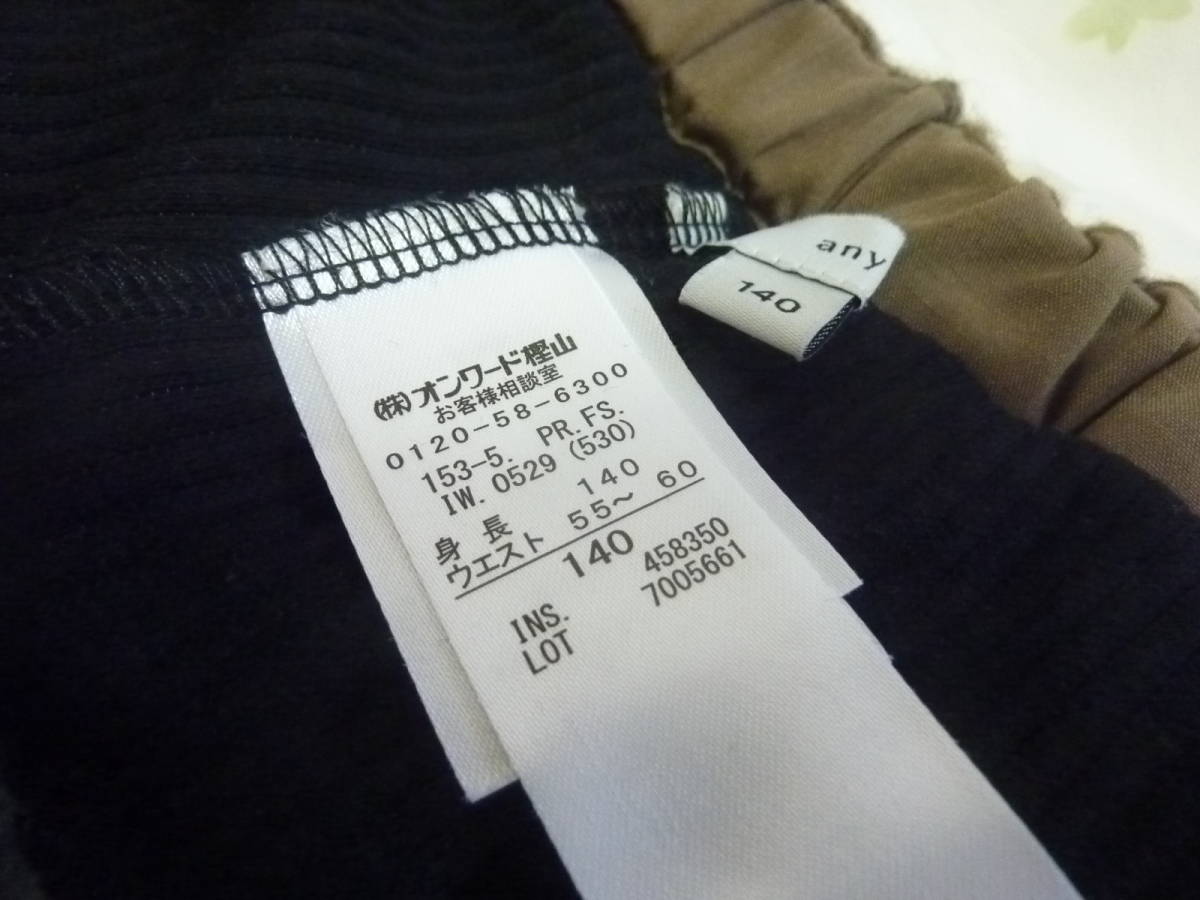 (株)オンワード樫山
お客様相談室
0120-58-6300
153-5. PR.FS.
IW. 0529 (530)
身長 140
ウエスト 55〜 60
140
INS. 458350
LOT 7005661
any
140